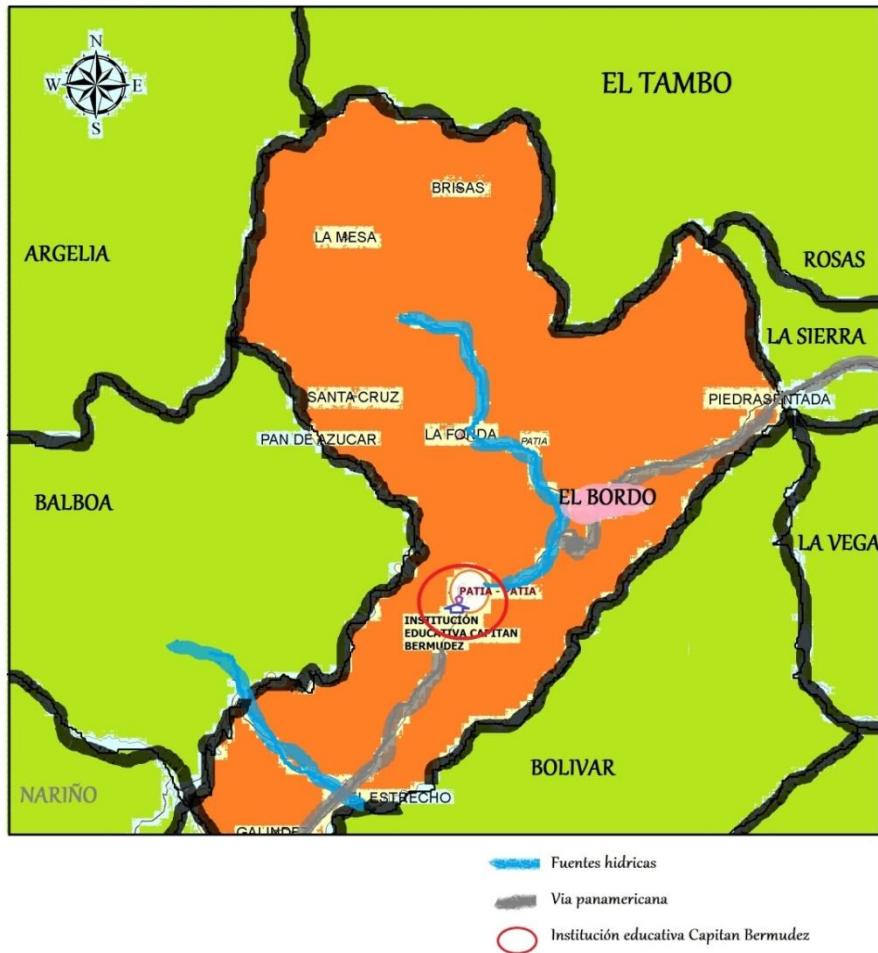 N
W E
S
EL TAMBO
BRISAS
LA MESA
ARGELIA
ROSAS
LA SIERRA
SANTA CRUZ
PIEDRASENTADA
LA FONDA
PATIA
PAN DE AZUCAR
BALBOA
EL BORDO
LA VEGA
PATIA - PATIA
INSTITUCIÓN
EDUCATIVA CAPITAN
BERMUDEZ
BOLIVAR
NARIÑO
EL ESTRECHO
GALINDEZ
Fuentes hidricas
Via panamericana
Institución educativa Capitan Bermudez